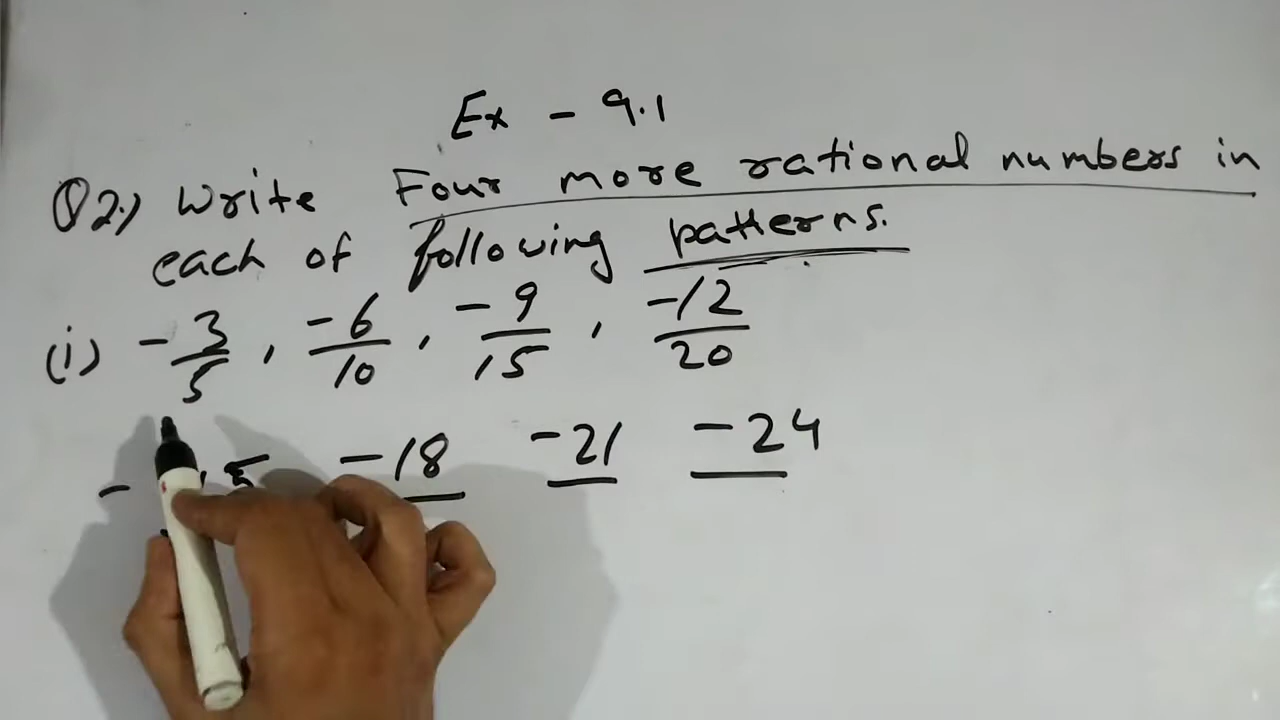 Ex - 9.1
Q2.) Write Four more rational numbers in
each of following patterns.
(i) -3/5, -6/10, -9/15, -12/20
- 5 -18 -21 -24